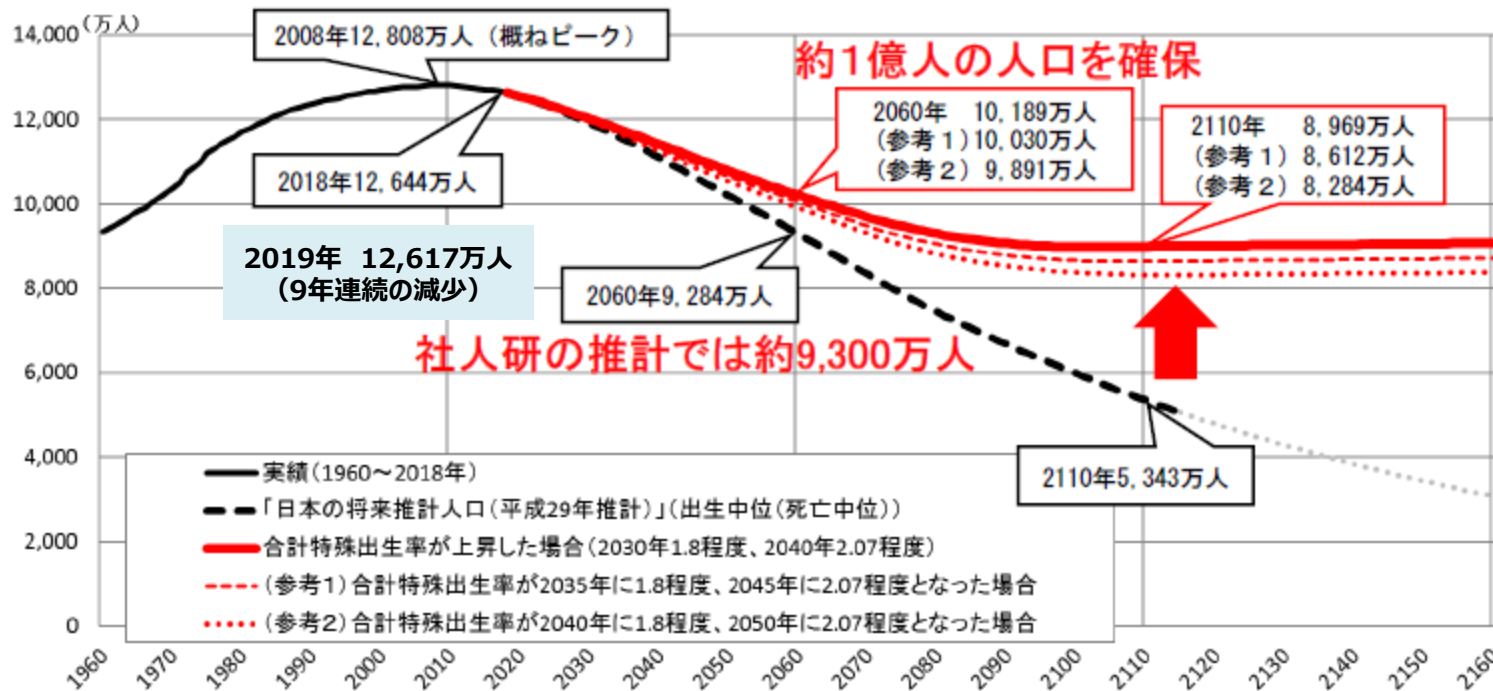 (万人)
14,000
12,000
10,000
8,000
6,000
4,000
2,000
0
2008年12,808万人（概ねピーク）
2018年12,644万人
2019年 12,617万人
（9年連続の減少）
約1億人の人口を確保
2060年 10,189万人
(参考1)10,030万人
(参考2) 9,891万人
2110年 8,969万人
(参考1) 8,612万人
(参考2) 8,284万人
2060年9,284万人
社人研の推計では約9,300万人
2110年5,343万人
実績(1960～2018年)
「日本の将来推計人口(平成29年推計)」(出生中位(死亡中位))
合計特殊出生率が上昇した場合(2030年1.8程度、2040年2.07程度)
(参考1)合計特殊出生率が2035年に1.8程度、2045年に2.07程度となった場合
(参考2)合計特殊出生率が2040年に1.8程度、2050年に2.07程度となった場合
1960 1970 1980 1990 2000 2010 2020 2030 2040 2050 2060 2070 2080 2090 2100 2110 2120 2130 2140 2150 2160